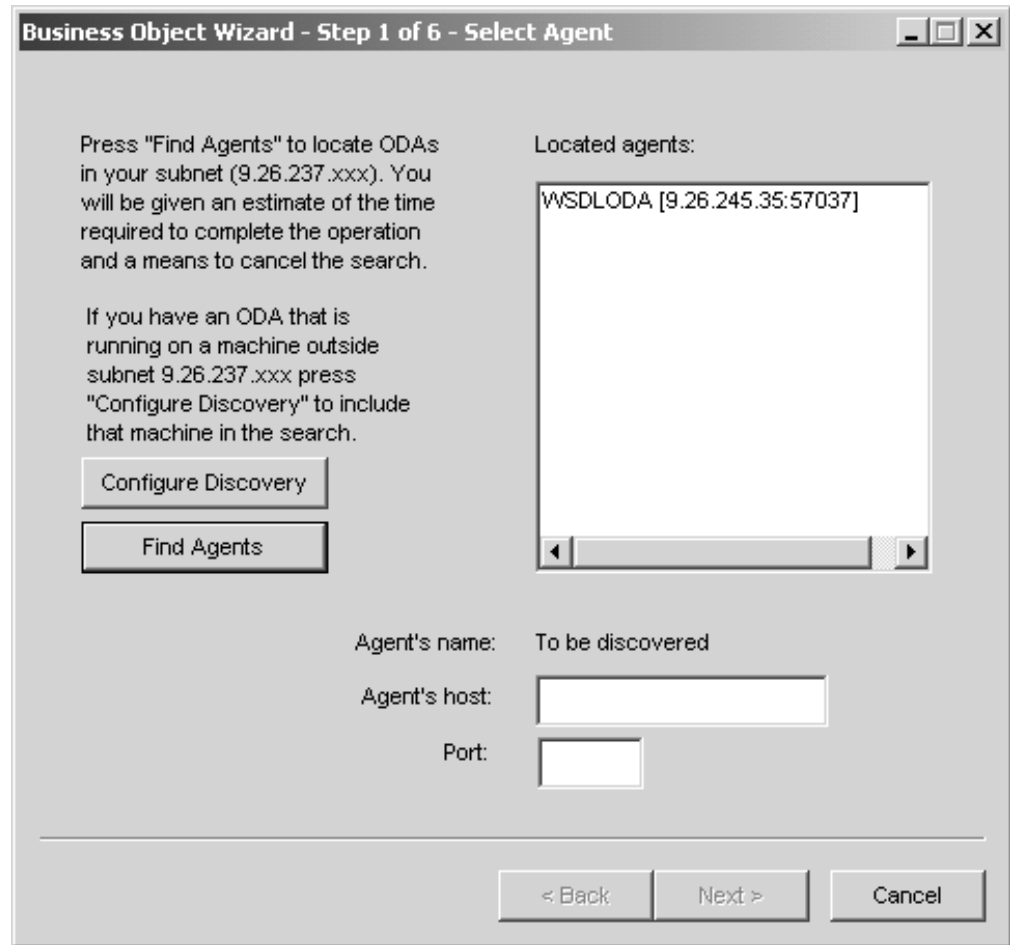 Business Object Wizard - Step 1 of 6 - Select Agent
Press "Find Agents" to locate ODAs
in your subnet (9.26.237.xxx). You
will be given an estimate of the time
required to complete the operation
and a means to cancel the search.
If you have an ODA that is
running on a machine outside
subnet 9.26.237.xxx press
"Configure Discovery" to include
that machine in the search.
Configure Discovery
Find Agents
Located agents:
WSDLODA [9.26.245.35:57037]
Agent's name: To be discovered
Agent's host:
Port:
< Back
Next >
Cancel